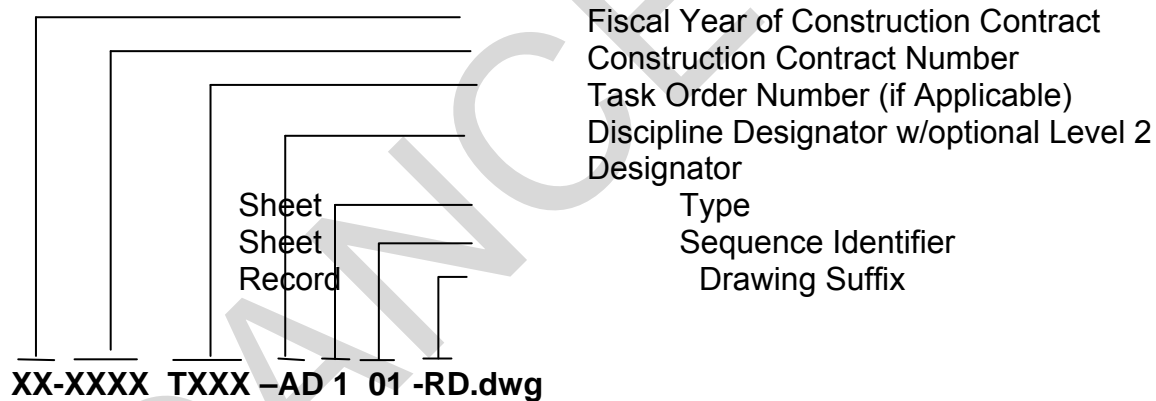 Fiscal Year of Construction Contract
Construction Contract Number
Task Order Number (if Applicable)
Discipline Designator w/optional Level 2
Designator
Sheet Type
Sheet Sequence Identifier
Record Drawing Suffix
XX-XXXX TXXX –AD 1 01 -RD.dwg